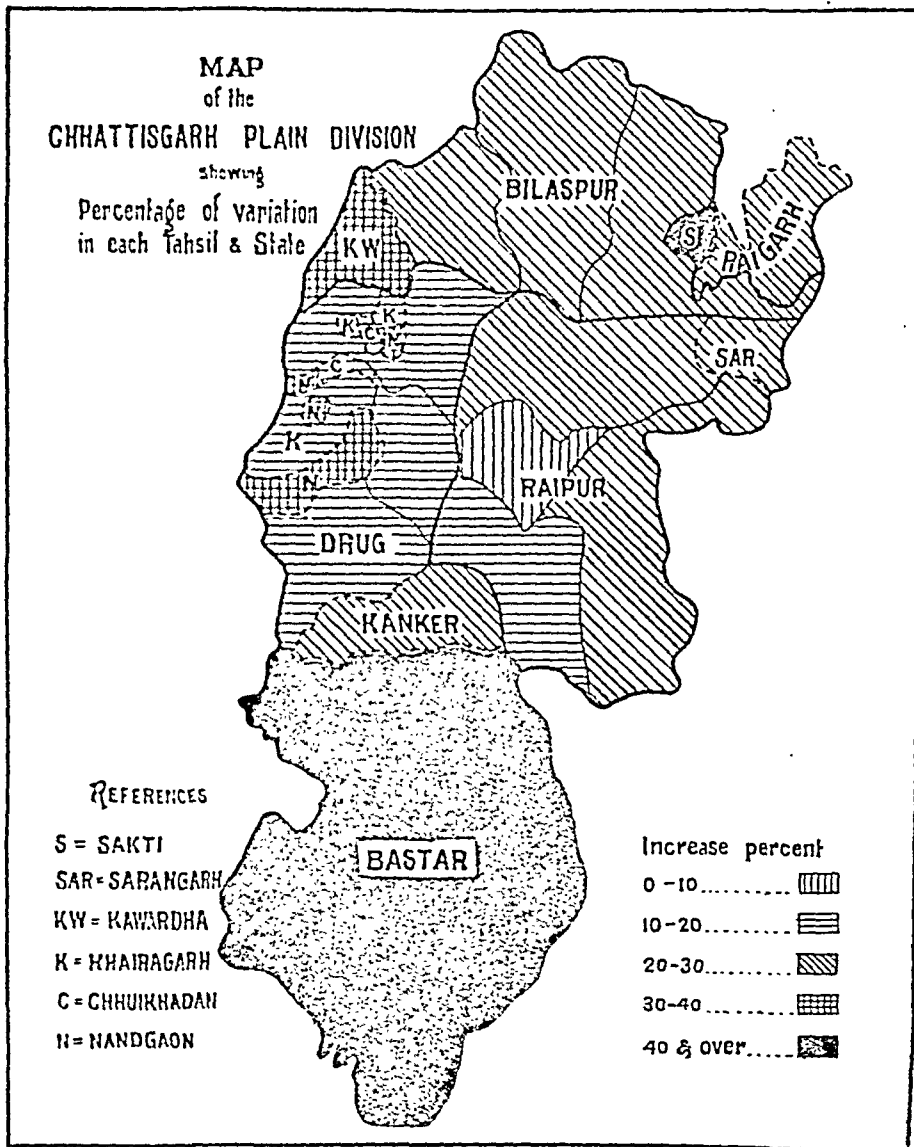 MAP
of the
CHHATTISGARH PLAIN DIVISION
showing
Percentage of variation
in each Tahsil & State
BILASPUR
KW
S
RAIGARH
K
K
C
N
SAR
C
K
N
K
N
RAIPUR
DRUG
KANKER
BASTAR
REFERENCES
S = SAKTI
SAR = SARANGARH
KW = KAWARDHA
K = KHAIRAGARH
C = CHHUIKHADAN
N = NANDGAON
Increase percent
0-10..........
10-20..........
20-30..........
30-40..........
40 & over.....